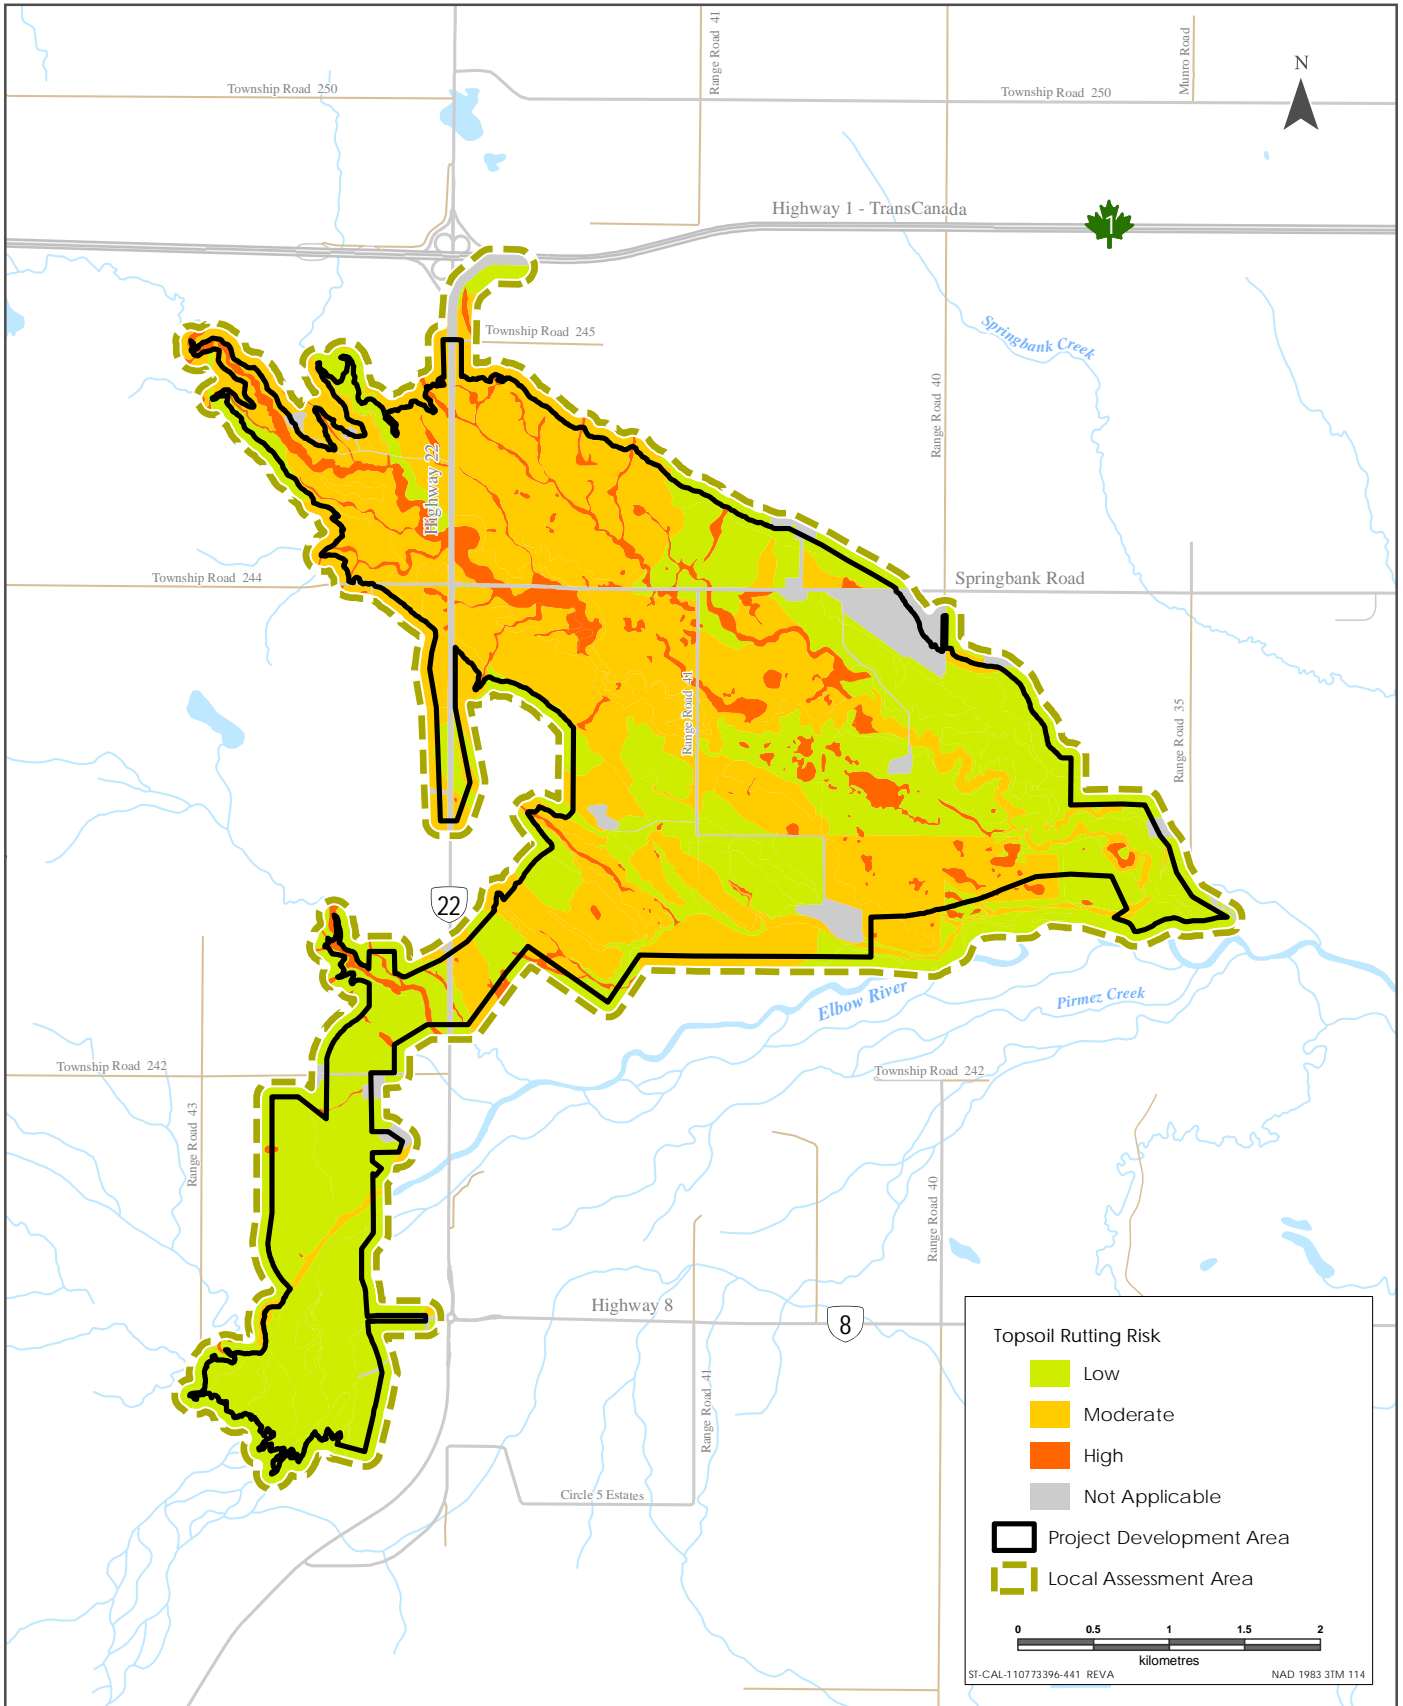 Range Road 41
Munro Road
N
Township Road 250
Township Road 250
Highway 1 - TransCanada
1
Springbank Creek
Township Road 245
Range Road 40
Highway 22
Township Road 244
Springbank Road
Range Road 41
Range Road 35
22
Elbow River
Pirmez Creek
Township Road 242
Township Road 242
Range Road 43
Range Road 40
Highway 8
8
Range Road 41
Circle 5 Estates
Topsoil Rutting Risk
Low
Moderate
High
Not Applicable
Project Development Area
Local Assessment Area
0 0.5 1 1.5 2
kilometres
ST-CAL-110773396-441 REVA NAD 1983 3TM 114